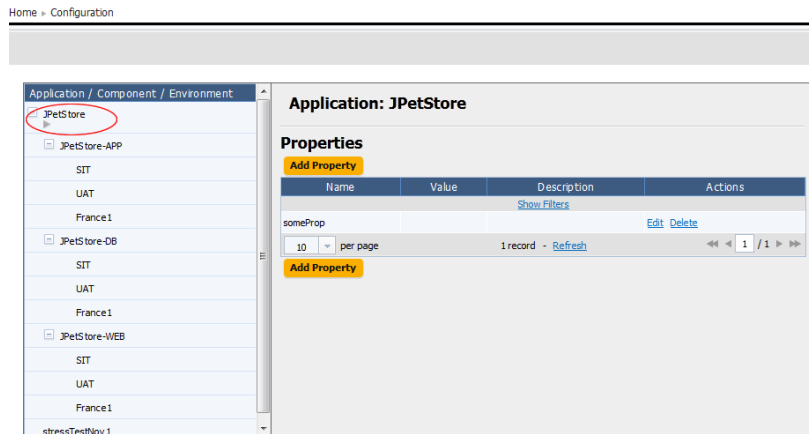 Home » Configuration
Application / Component / Environment
JPetStore
JPetStore-APP
SIT
UAT
France1
JPetStore-DB
SIT
UAT
France1
JPetStore-WEB
SIT
UAT
France1
stressTestNov1
Application: JPetStore
Properties
Add Property
Name Value Description Actions
Show Filters
someProp Edit Delete
10 per page 1 record - Refresh 1 / 1
Add Property